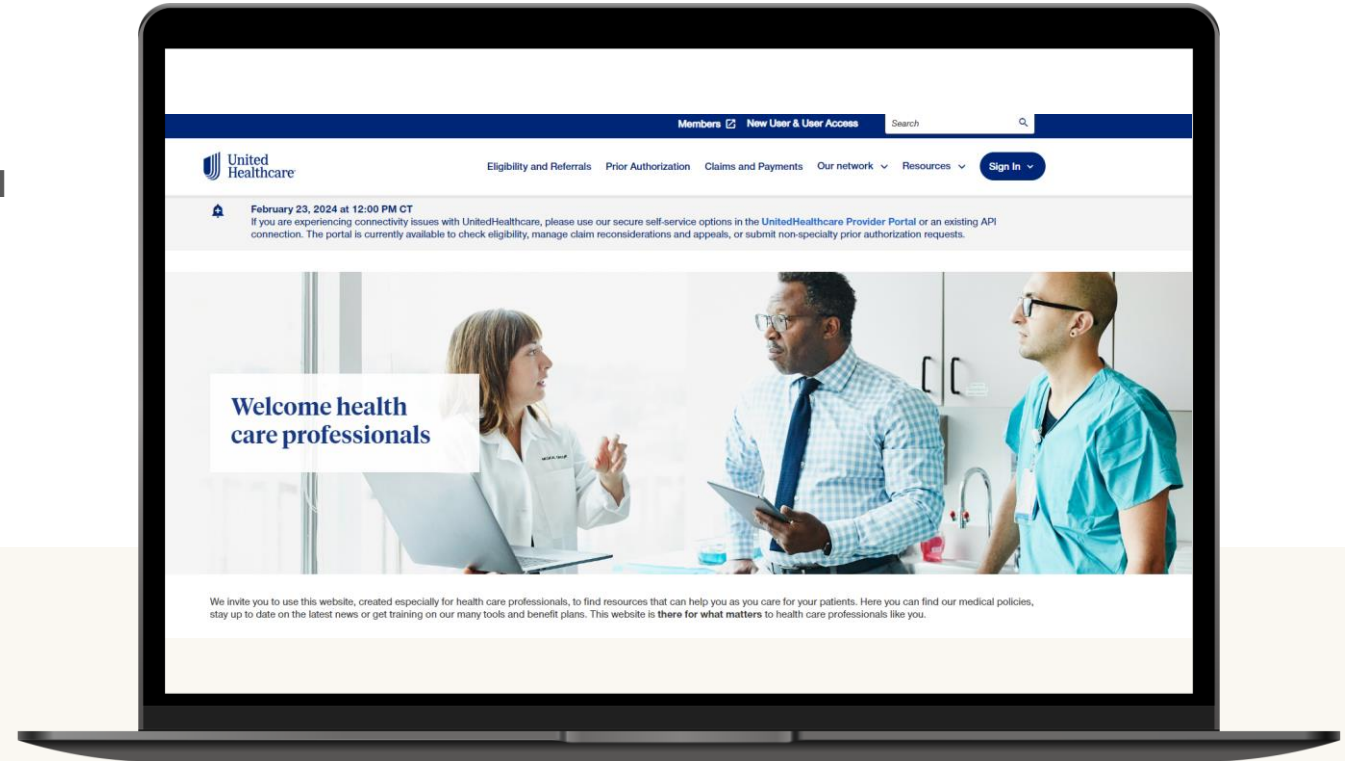 Members New User & User Access Search
United
Healthcare
Eligibility and Referrals Prior Authorization Claims and Payments Our network Resources Sign In
February 23, 2024 at 12:00 PM CT
If you are experiencing connectivity issues with UnitedHealthcare, please use our secure self-service options in the UnitedHealthcare Provider Portal or an existing API
connection. The portal is currently available to check eligibility, manage claim reconsiderations and appeals, or submit non-specialty prior authorization requests.
Welcome health
care professionals
We invite you to use this website, created especially for health care professionals, to find resources that can help you as you care for your patients. Here you can find our medical policies,
stay up to date on the latest news or get training on our many tools and benefit plans. This website is there for what matters to health care professionals like you.